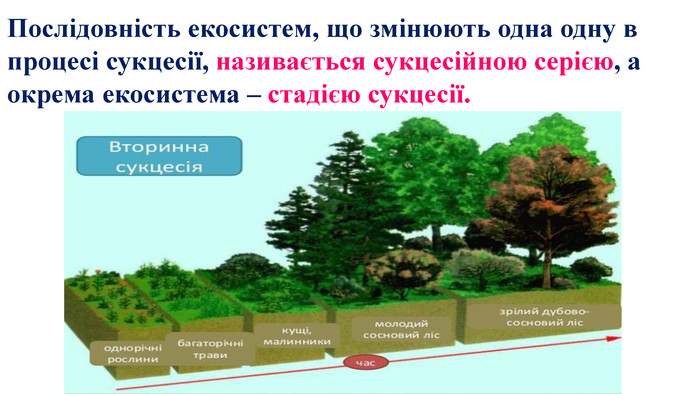 Послідовність екосистем, що змінюють одна одну в
процесі сукцесії, називається сукцесійною серією, а
окрема екосистема – стадією сукцесії.
Вторинна
сукцесія
однорічні
рослини
багаторічні
трави
кущі,
малинники
молодий
сосновий ліс
зрілий дубово-
сосновий ліс
час